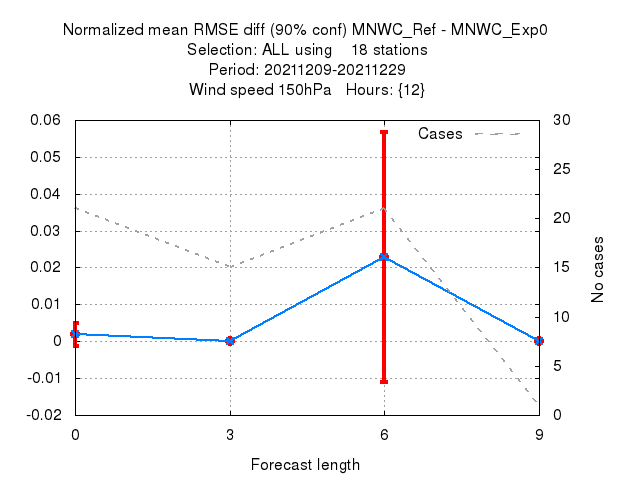 Normalized mean RMSE diff (90% conf) MNWC_Ref - MNWC_Exp0
Selection: ALL using    18 stations
Period: 20211209-20211229
Wind speed 150hPa   Hours: {12}
Cases
0.06
0.05
0.04
0.03
0.02
0.01
0
-0.01
-0.02
30
25
20
15
10
5
0
No cases
0 3 6 9
Forecast length